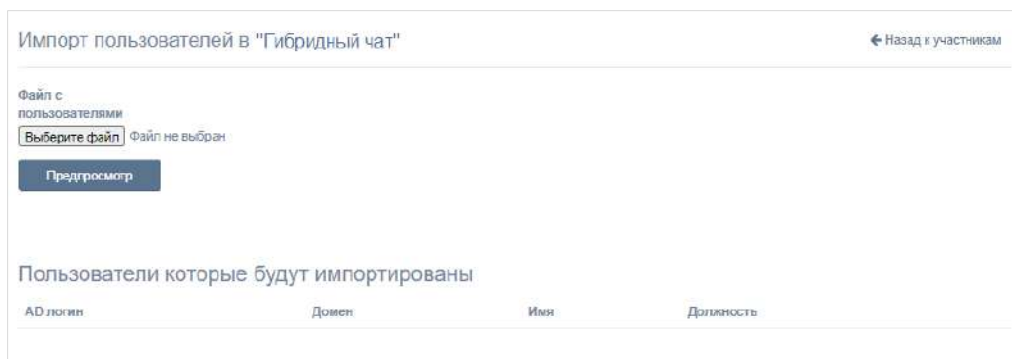 Импорт пользователей в "Гибридный чат"
Назад к участникам
Файл с
пользователями
Выберите файл Файл не выбран
Предпросмотр
Пользователи которые будут импортированы
AD логин Домен Имя Должность